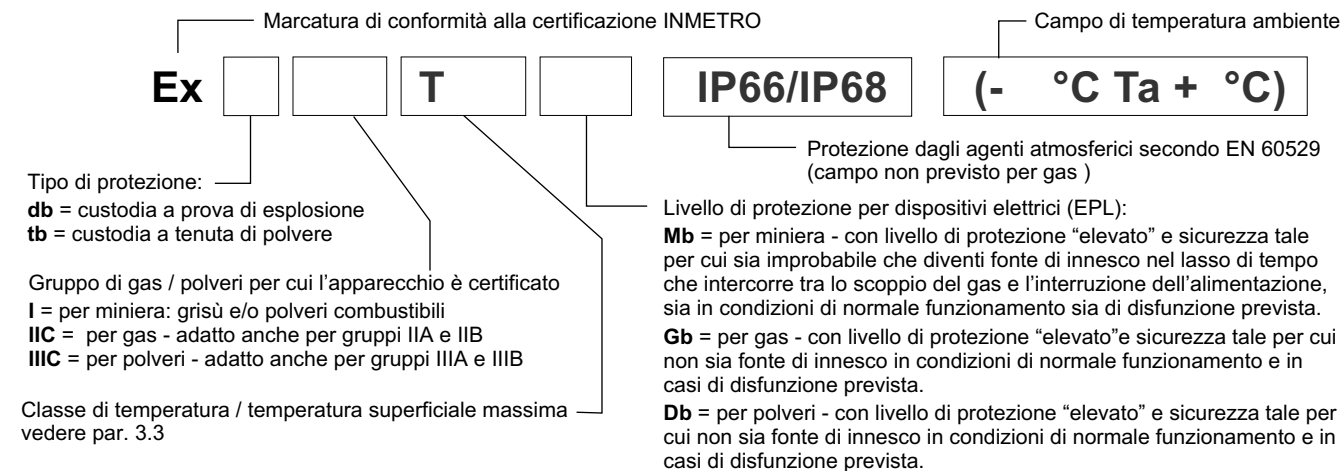 Marcatura di conformità alla certificazione INMETRO
Campo di temperatura ambiente
Ex T IP66/IP68 (- °C Ta + °C)
Protezione dagli agenti atmosferici secondo EN 60529
(campo non previsto per gas )
Tipo di protezione:
db = custodia a prova di esplosione
tb = custodia a tenuta di polvere
Gruppo di gas / polveri per cui l'apparecchio è certificato
I = per miniera: grisù e/o polveri combustibili
IIC = per gas - adatto anche per gruppi IIA e IIB
IIIC = per polveri - adatto anche per gruppi IIIA e IIIB
Classe di temperatura / temperatura superficiale massima
vedere par. 3.3
Livello di protezione per dispositivi elettrici (EPL):
Mb = per miniera - con livello di protezione “elevato” e sicurezza tale
per cui sia improbabile che diventi fonte di innesco nel lasso di tempo
che intercorre tra lo scoppio del gas e l'interruzione dell'alimentazione,
sia in condizioni di normale funzionamento sia di disfunzione prevista.
Gb = per gas - con livello di protezione “elevato”e sicurezza tale per cui
non sia fonte di innesco in condizioni di normale funzionamento e in
casi di disfunzione prevista.
Db = per polveri - con livello di protezione “elevato” e sicurezza tale per
cui non sia fonte di innesco in condizioni di normale funzionamento e in
casi di disfunzione prevista.